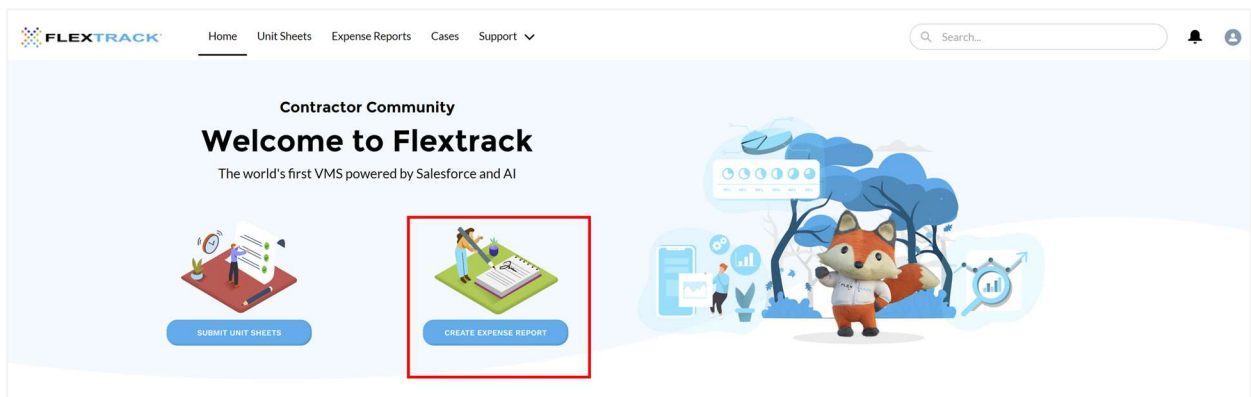 FLEXTRACK
Home
Unit Sheets
Expense Reports
Cases
Support
Search...
Contractor Community
Welcome to Flextrack
The world's first VMS powered by Salesforce and AI
SUBMIT UNIT SHEETS
CREATE EXPENSE REPORT